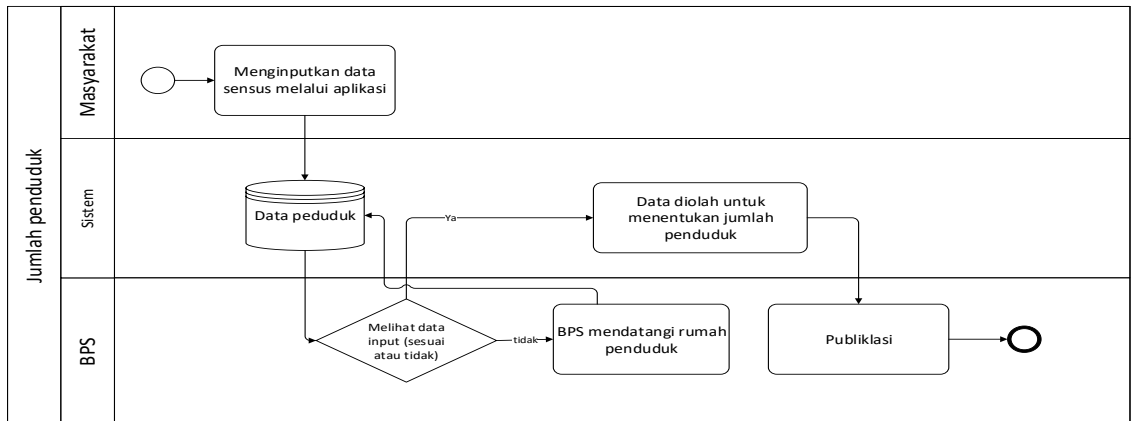 Jumlah penduduk
Masyarakat
Menginputkan data
sensus melalui aplikasi
Sistem
Data peduduk
Ya
Data diolah untuk
menentukan jumlah
penduduk
BPS
Melihat data
input (sesuai
atau tidak)
tidak
BPS mendatangi rumah
penduduk
Publiklasi